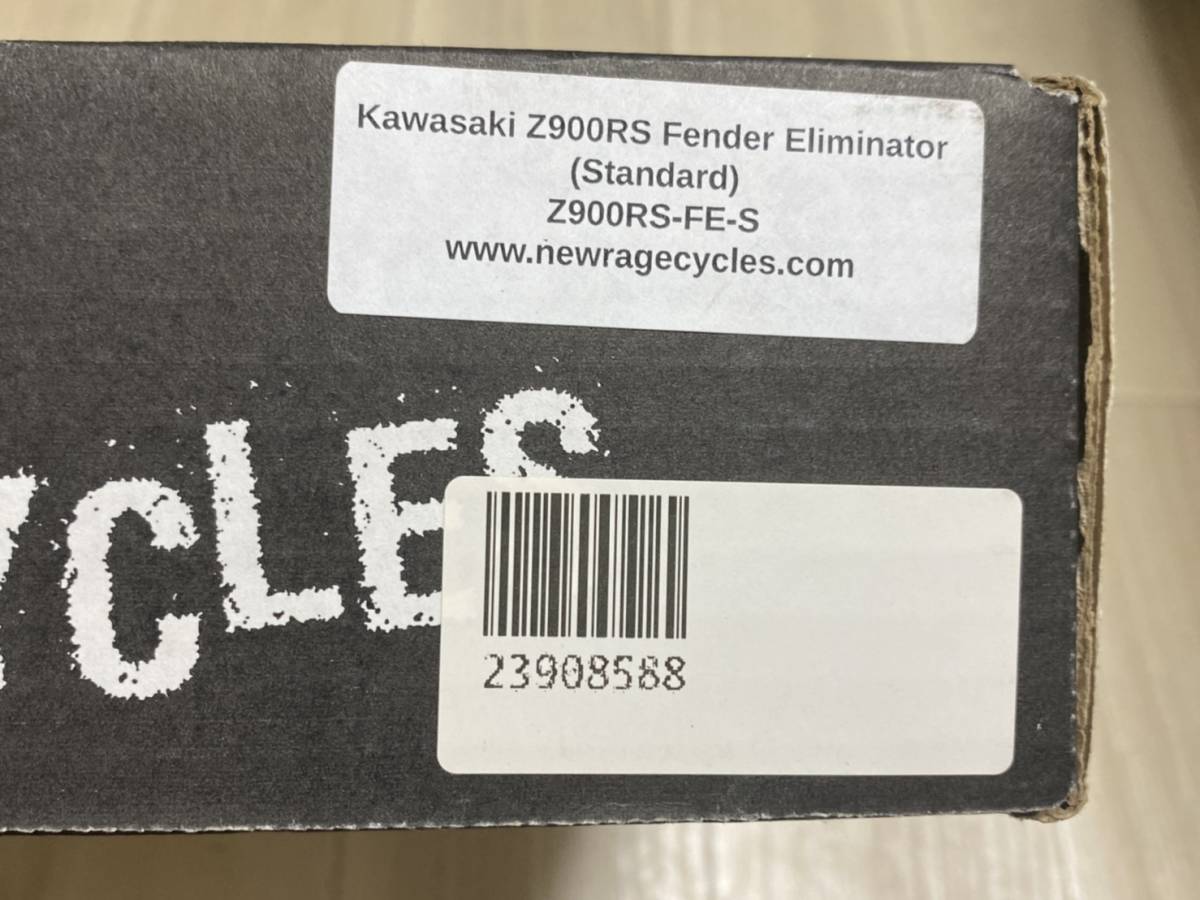 Kawasaki Z900RS Fender Eliminator
(Standard)
Z900RS-FE-S
www.newragecycles.com
YCLES
23908588